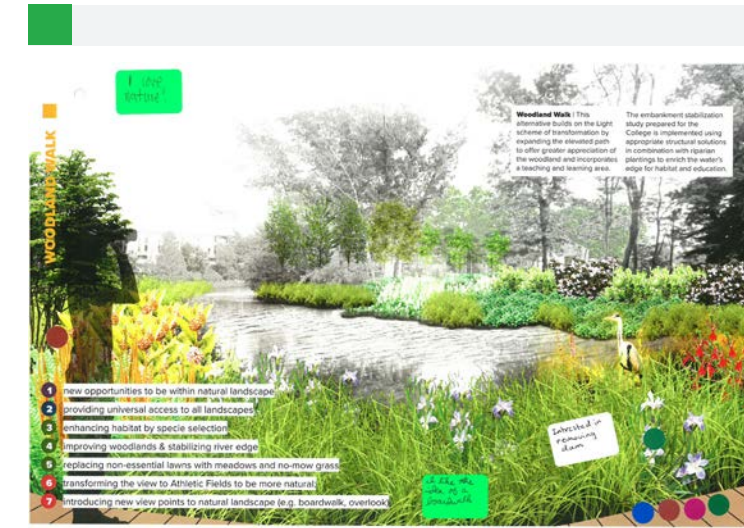 I love
nature!
WOODLAND WALK
Woodland Walk | This
alternative builds on the Light
scheme of transformation by
expanding the elevated path
to offer greater appreciation of
the woodland and incorporates
a teaching and learning area.
The embankment stabilization
study prepared for the
College is implemented using
appropriate structural solutions
in combination with riparian
plantings to enrich the water's
edge for habitat and education.
1 new opportunities to be within natural landscape
2 providing universal access to all landscapes
3 enhancing habitat by specie selection
4 improving woodlands & stabilizing river edge
5 replacing non-essential lawns with meadows and no-mow grass
6 transforming the view to Athletic Fields to be more natural;
7 introducing new view points to natural landscape (e.g. boardwalk, overlook)
Intrested in
removing
dam
I like the
idea of a
boardwalk